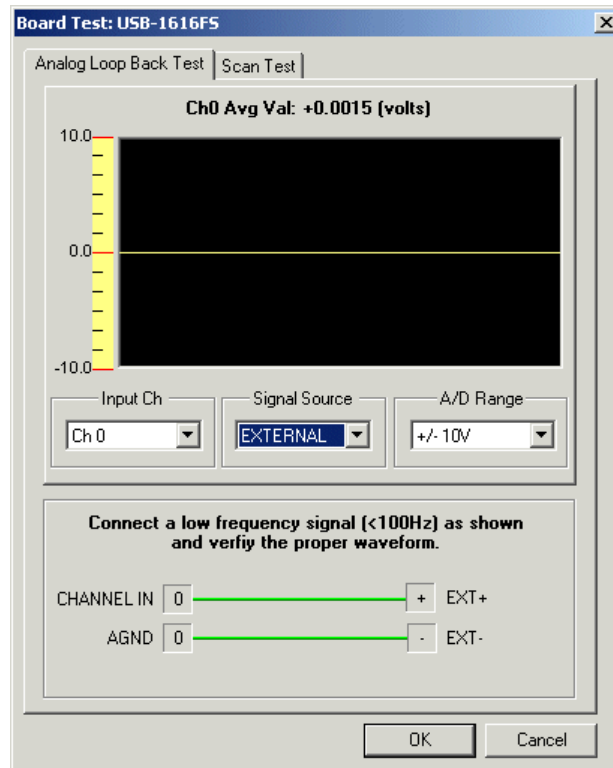 Board Test: USB-1616FS
Analog Loop Back Test
Scan Test
Ch0 Avg Val: +0.0015 (volts)
10.0
0.0
-10.0
Input Ch
Signal Source
A/D Range
Ch 0
EXTERNAL
+/- 10V
Connect a low frequency signal (<100Hz) as shown
and verfiy the proper waveform.
CHANNEL IN 0 + EXT+
AGND 0 - EXT-
OK
Cancel